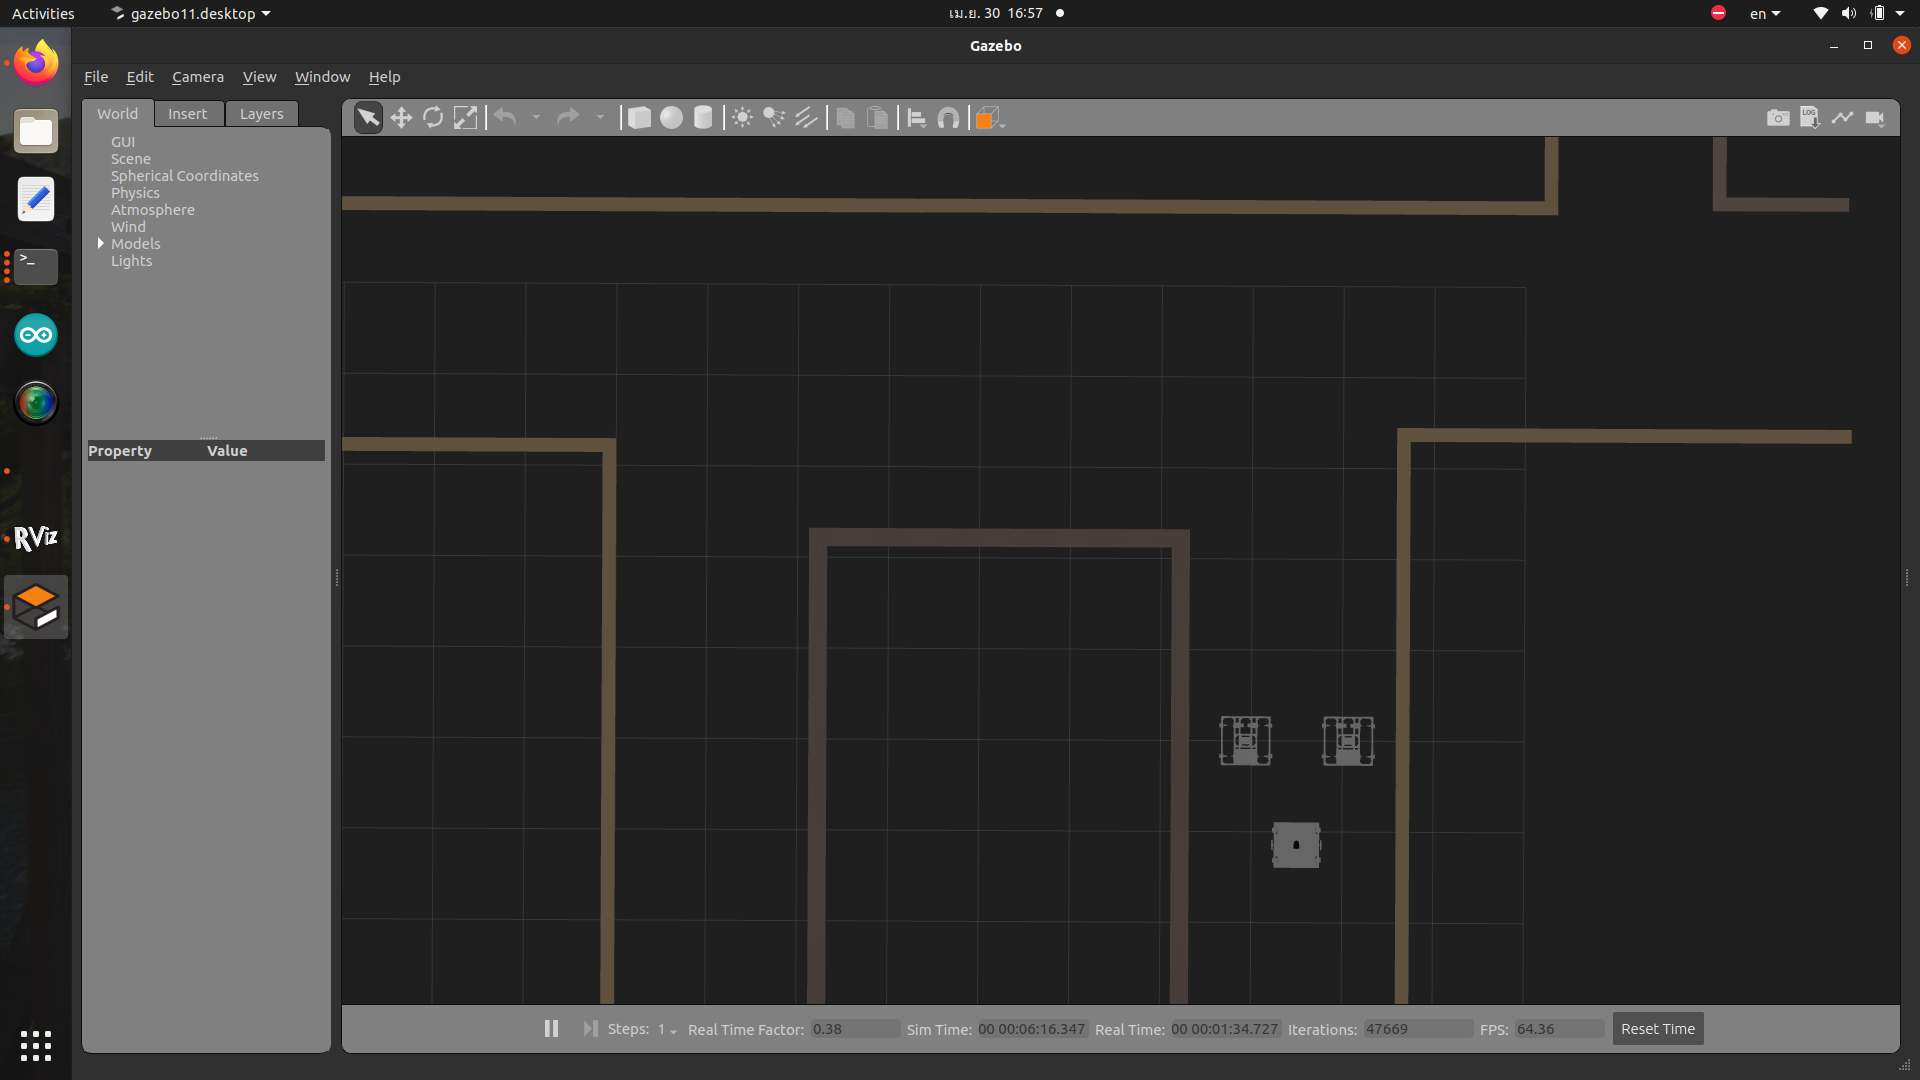 Activities
gazebo11.desktop
เม.ย. 30 16:57
en
Gazebo
File Edit Camera View Window Help
World Insert Layers
LOG
GUI
Scene
Spherical Coordinates
Physics
Atmosphere
Wind
Models
Lights
Property Value
>_
RViz
Steps: 1 Real Time Factor: 0.38 Sim Time: 00 00:06:16.347 Real Time: 00 00:01:34.727 Iterations: 47669 FPS: 64.36 Reset Time